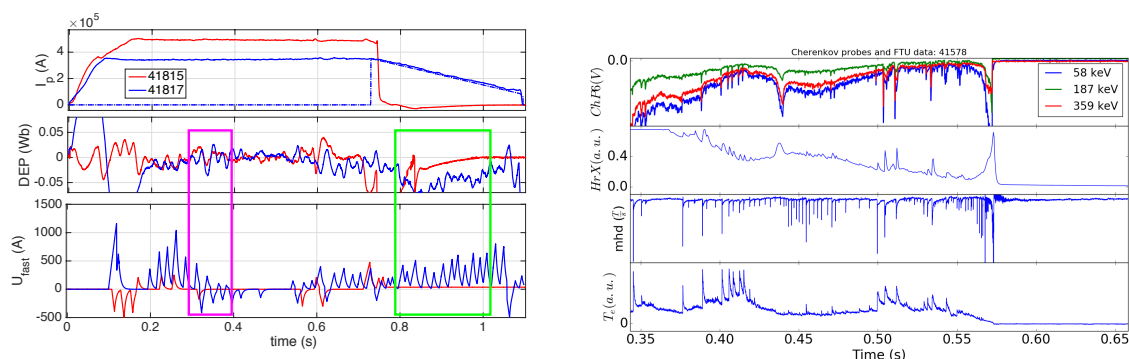 ×10⁵
I_p (A)
4
2
0
41815
41817
DEP (Wb)
0.05
0
-0.05
U_fast (A)
1500
1000
500
0
-500
0 0.2 0.4 0.6 0.8 1
time (s)
Cherenkov probes and FTU data: 41578
ChP6(V)
0.0
58 keV
187 keV
359 keV
HrX(a. u.)
0.4
0.0
mhd (T/s)
T_e(a. u.)
0
0.35 0.40 0.45 0.50 0.55 0.60 0.65
Time (s)